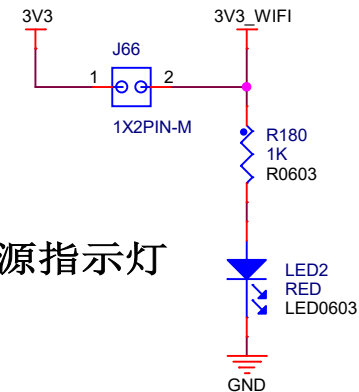 3V3
3V3_WIFI
J66
1
2
1X2PIN-M
R180
1K
R0603
源指示灯
LED2
RED
LED0603
GND